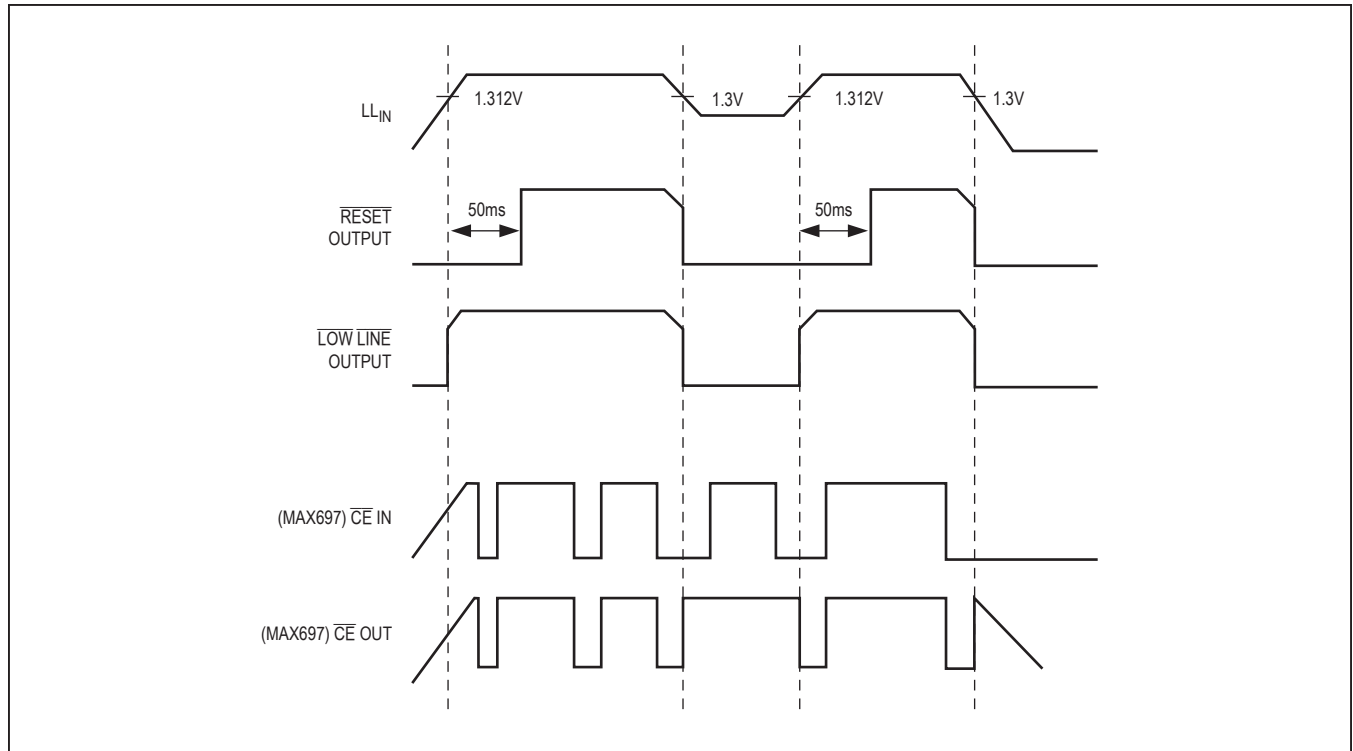 LLIN
1.312V
1.3V
1.312V
1.3V
RESET
OUTPUT
50ms
50ms
LOW LINE
OUTPUT
(MAX697) CE IN
(MAX697) CE OUT